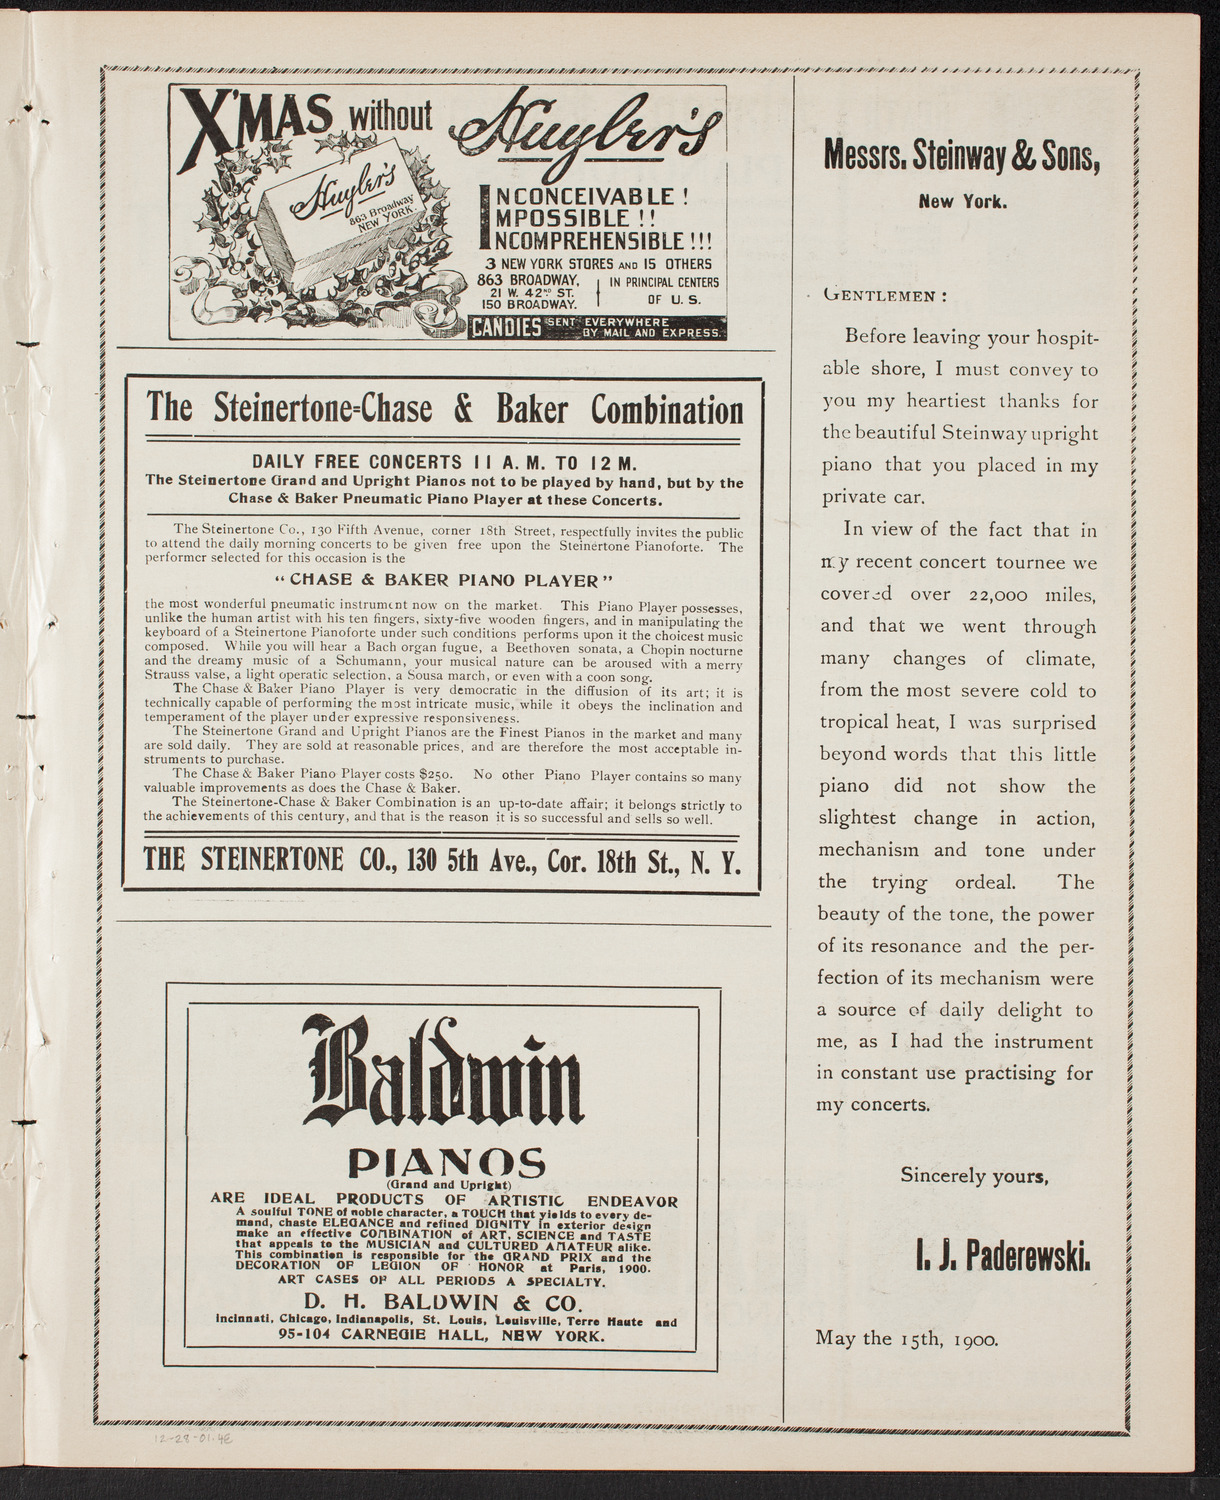 X'MAS without Huyler's
Huyler's
863 Broadway
NEW YORK.
INCONCEIVABLE!
IMPOSSIBLE!!
INCOMPREHENSIBLE!!!
3 NEW YORK STORES AND 15 OTHERS
863 BROADWAY,
21 W. 42ND ST.
150 BROADWAY.
IN PRINCIPAL CENTERS
OF U. S.
CANDIES SENT EVERYWHERE
BY MAIL AND EXPRESS.
The Steinertone=Chase & Baker Combination
DAILY FREE CONCERTS 11 A. M. TO 12 M.
The Steinertone Grand and Upright Pianos not to be played by hand, but by the
Chase & Baker Pneumatic Piano Player at these Concerts.
The Steinertone Co., 130 Fifth Avenue, corner 18th Street, respectfully invites the public
to attend the daily morning concerts to be given free upon the Steinertone Pianoforte. The
performer selected for this occasion is the
"CHASE & BAKER PIANO PLAYER"
the most wonderful pneumatic instrument now on the market. This Piano Player possesses,
unlike the human artist with his ten fingers, sixty-five wooden fingers, and in manipulating the
keyboard of a Steinertone Pianoforte under such conditions performs upon it the choicest music
composed. While you will hear a Bach organ fugue, a Beethoven sonata, a Chopin nocturne
and the dreamy music of a Schumann, your musical nature can be aroused with a merry
Strauss valse, a light operatic selection, a Sousa march, or even with a coon song.
The Chase & Baker Piano Player is very democratic in the diffusion of its art; it is
technically capable of performing the most intricate music, while it obeys the inclination and
temperament of the player under expressive responsiveness.
The Steinertone Grand and Upright Pianos are the Finest Pianos in the market and many
are sold daily. They are sold at reasonable prices, and are therefore the most acceptable in-
struments to purchase.
The Chase & Baker Piano Player costs $250. No other Piano Player contains so many
valuable improvements as does the Chase & Baker.
The Steinertone-Chase & Baker Combination is an up-to-date affair; it belongs strictly to
the achievements of this century, and that is the reason it is so successful and sells so well.
THE STEINERTONE CO., 130 5th Ave., Cor. 18th St., N. Y.
Baldwin
PIANOS
(Grand and Upright)
ARE IDEAL PRODUCTS OF ARTISTIC ENDEAVOR
A soulful TONE of noble character, a TOUCH that yields to every de-
mand, chaste ELEGANCE and refined DIGNITY in exterior design
make an effective COMBINATION of ART, SCIENCE and TASTE
that appeals to the MUSICIAN and CULTURED AMATEUR alike.
This combination is responsible for the GRAND PRIX and the
DECORATION OF LEGION OF HONOR at Paris, 1900.
ART CASES OF ALL PERIODS A SPECIALTY.
D. H. BALDWIN & CO.
incinnati, Chicago, Indianapolis, St. Louis, Louisville, Terre Haute and
95-104 CARNEGIE HALL, NEW YORK.
Messrs. Steinway & Sons,
New York.
GENTLEMEN:
Before leaving your hospit-
able shore, I must convey to
you my heartiest thanks for
the beautiful Steinway upright
piano that you placed in my
private car.
In view of the fact that in
my recent concert tournee we
covered over 22,000 miles,
and that we went through
many changes of climate,
from the most severe cold to
tropical heat, I was surprised
beyond words that this little
piano did not show the
slightest change in action,
mechanism and tone under
the trying ordeal. The
beauty of the tone, the power
of its resonance and the per-
fection of its mechanism were
a source of daily delight to
me, as I had the instrument
in constant use practising for
my concerts.
Sincerely yours,
I. J. Paderewski.
May the 15th, 1900.
12-28-01.4E